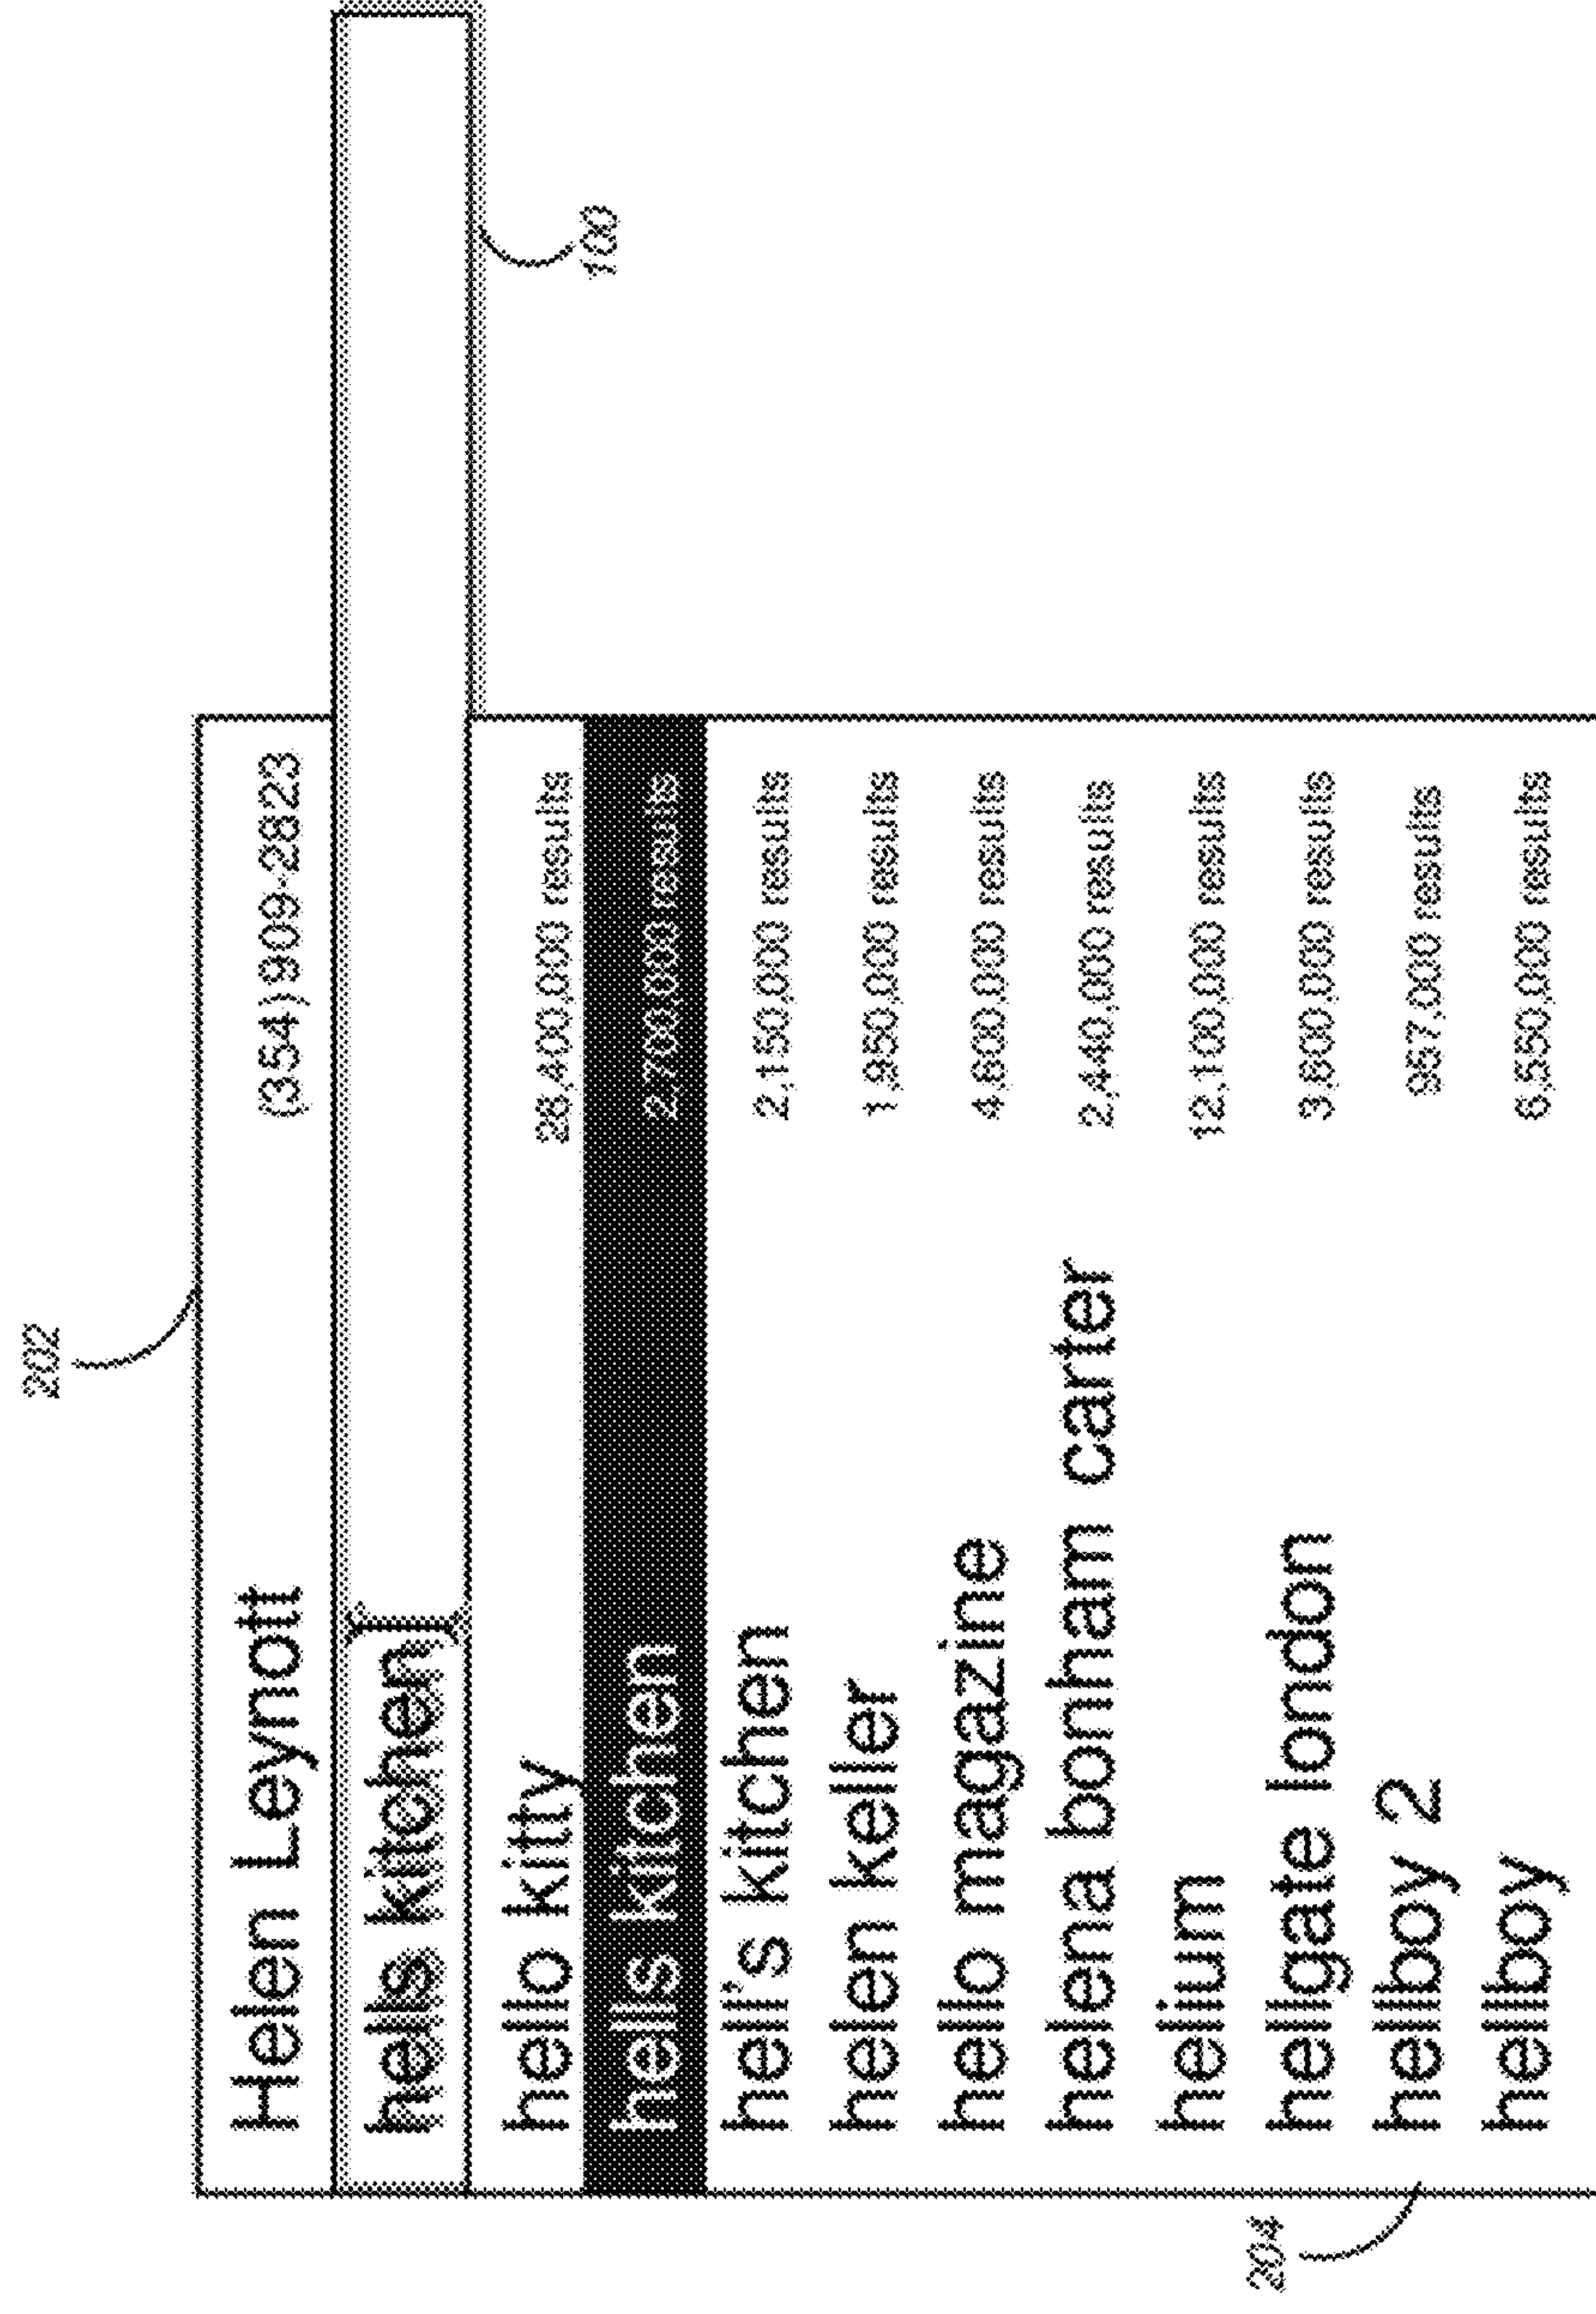 202
Helen Leynott (354) 909-2823
hells kitchen
100
hello kitty 28,400,000 results
hells kitchen 2,700,000 results
hell's kitchen 2,150,000 results
helen keller 1,950,000 results
hello magazine 4,800,000 results
helena bonham carter 2,440,000 results
helium 12,100,000 results
hellgate london 3,800,000 results
hellboy 2 957,000 results
hellboy 6,550,000 results
204